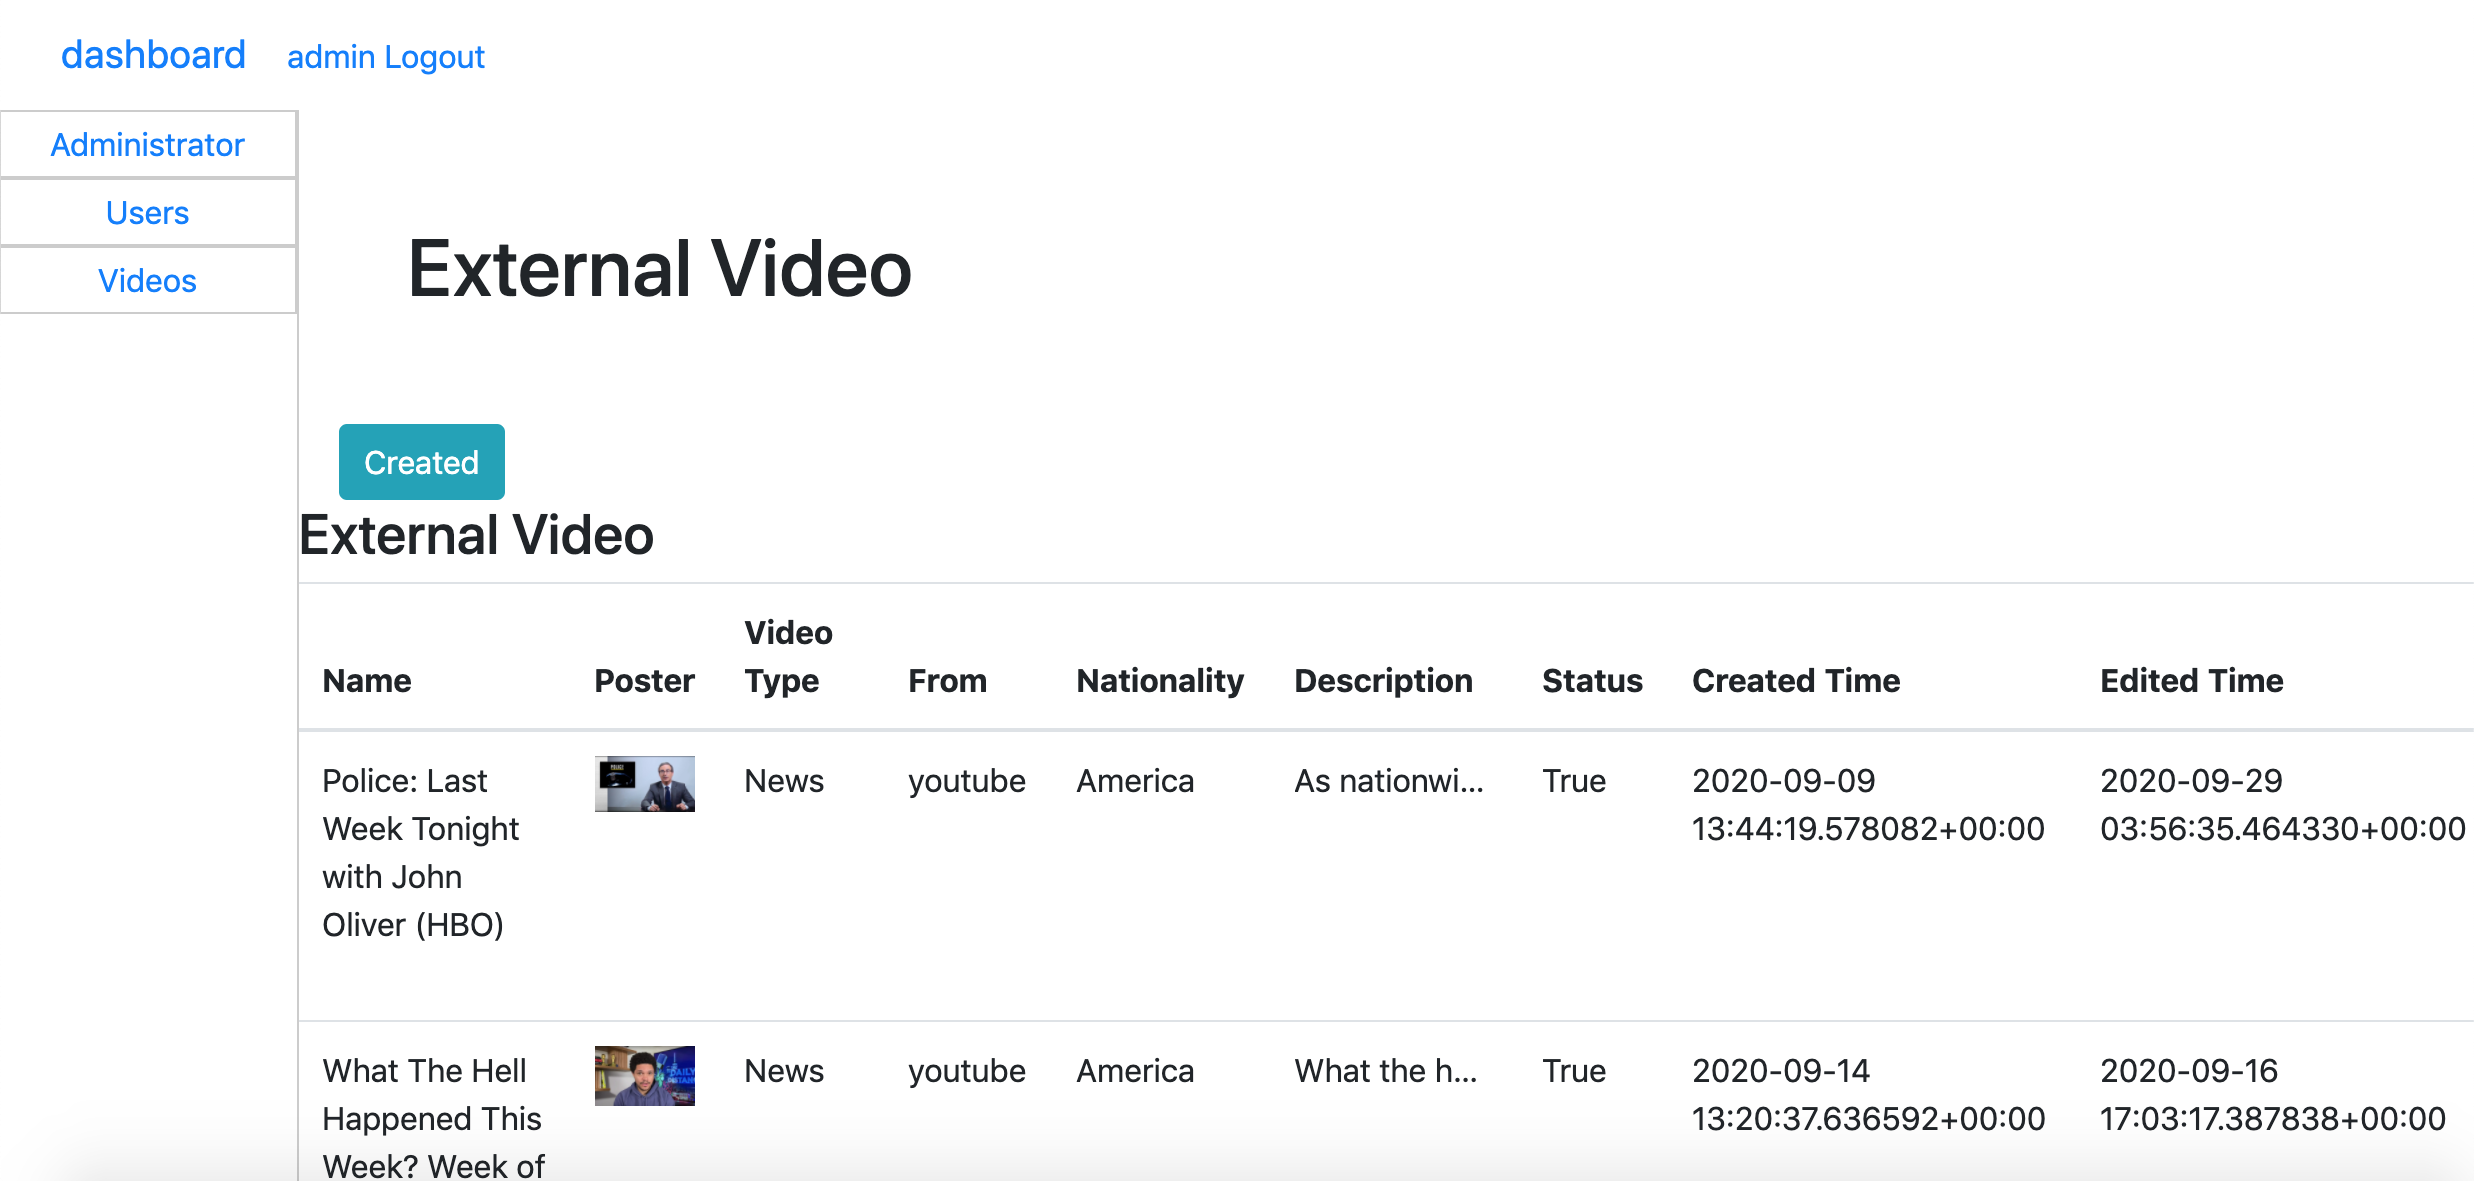 dashboard admin Logout
Administrator
Users
Videos
External Video
Created
External Video
Name Poster Video Type From Nationality Description Status Created Time Edited Time
Police: Last News youtube America As nationwi... True 2020-09-09 2020-09-29
Week Tonight 13:44:19.578082+00:00 03:56:35.464330+00:00
with John
Oliver (HBO)
What The Hell News youtube America What the h... True 2020-09-14 2020-09-16
Happened This 13:20:37.636592+00:00 17:03:17.387838+00:00
Week? Week of